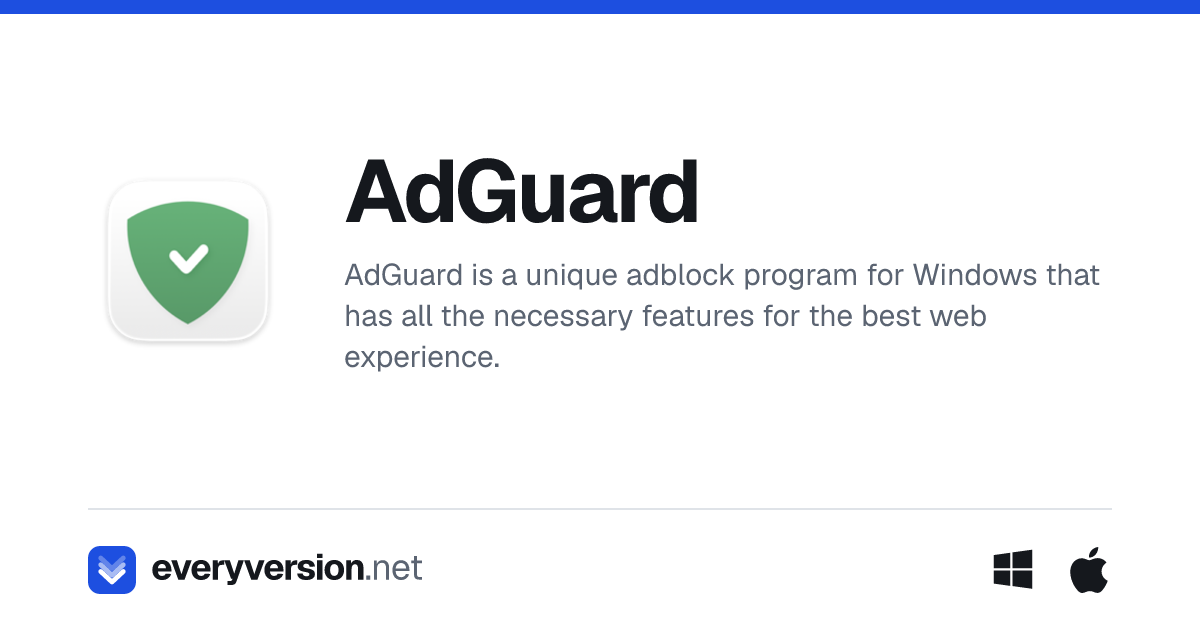 AdGuard
AdGuard is a unique adblock program for Windows that
has all the necessary features for the best web
experience.
everyversion.net